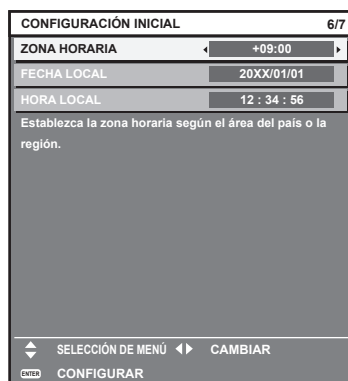 CONFIGURACIÓN INICIAL 6/7
ZONA HORARIA +09:00
FECHA LOCAL 20XX/01/01
HORA LOCAL 12 : 34 : 56
Establezca la zona horaria según el área del país o la
región.
SELECCIÓN DE MENÚ CAMBIAR
ENTER CONFIGURAR